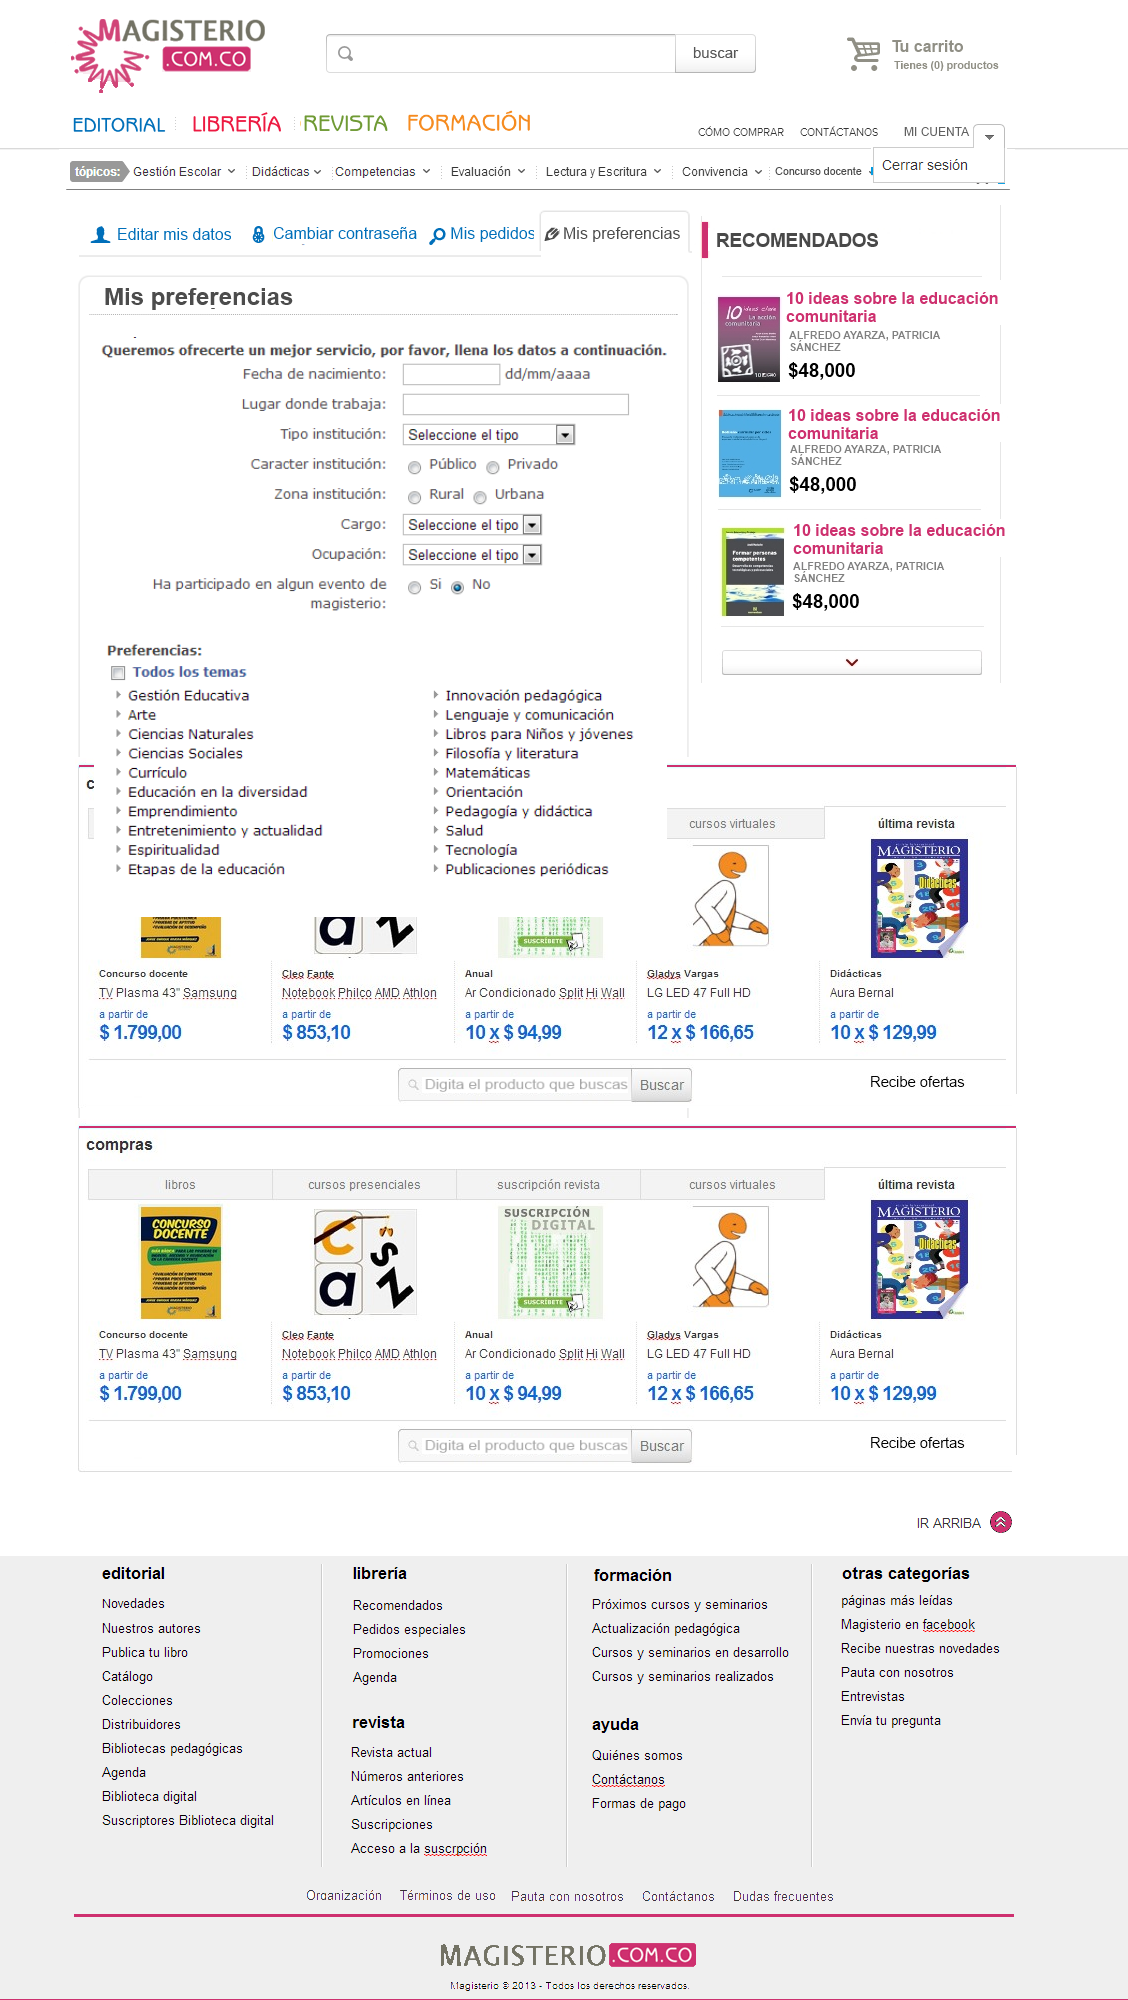 MAGISTERIO
.COM.CO
buscar
Tu carrito
Tienes (0) productos
EDITORIAL
LIBRERÍA
REVISTA
FORMACIÓN
CÓMO COMPRAR
CONTÁCTANOS
MI CUENTA
Cerrar sesión
tópicos:
Gestión Escolar
Didácticas
Competencias
Evaluación
Lectura y Escritura
Convivencia
Concurso docente
Editar mis datos
Cambiar contraseña
Mis pedidos
Mis preferencias
Mis preferencias
Queremos ofrecerte un mejor servicio, por favor, llena los datos a continuación.
Fecha de nacimiento:
dd/mm/aaaa
Lugar donde trabaja:
Tipo institución:
Seleccione el tipo
Caracter institución:
Público
Privado
Zona institución:
Rural
Urbana
Cargo:
Seleccione el tipo
Ocupación:
Seleccione el tipo
Ha participado en algun evento de
magisterio:
Si
No
Preferencias:
Todos los temas
Gestión Educativa
Arte
Ciencias Naturales
Ciencias Sociales
Currículo
Educación en la diversidad
Emprendimiento
Entretenimiento y actualidad
Espiritualidad
Etapas de la educación
Innovación pedagógica
Lenguaje y comunicación
Libros para Niños y jóvenes
Filosofía y literatura
Matemáticas
Orientación
Pedagogía y didáctica
Salud
Tecnología
Publicaciones periódicas
RECOMENDADOS
10 ideas clave
La acción
comunitaria
10 ideas sobre la educación
comunitaria
ALFREDO AYARZA, PATRICIA
SÁNCHEZ
$48,000
10 ideas sobre la educación
comunitaria
ALFREDO AYARZA, PATRICIA
SÁNCHEZ
$48,000
Formar personas
competentes
10 ideas sobre la educación
comunitaria
ALFREDO AYARZA, PATRICIA
SÁNCHEZ
$48,000
c
cursos virtuales
última revista
MAGISTERIO
Didácticas
SUSCRÍBETE
Concurso docente
TV Plasma 43" Samsung
a partir de
$ 1.799,00
Cleo Fante
Notebook Philco AMD Athlon
a partir de
$ 853,10
Anual
Ar Condicionado Split Hi Wall
a partir de
10 x $ 94,99
Gladys Vargas
LG LED 47 Full HD
a partir de
12 x $ 166,65
Didácticas
Aura Bernal
a partir de
10 x $ 129,99
Digita el producto que buscas
Buscar
Recibe ofertas
compras
libros
cursos presenciales
suscripción revista
cursos virtuales
última revista
CONCURSO
DOCENTE
SUSCRIPCIÓN
DIGITAL
SUSCRÍBETE
MAGISTERIO
Didácticas
Concurso docente
TV Plasma 43" Samsung
a partir de
$ 1.799,00
Cleo Fante
Notebook Philco AMD Athlon
a partir de
$ 853,10
Anual
Ar Condicionado Split Hi Wall
a partir de
10 x $ 94,99
Gladys Vargas
LG LED 47 Full HD
a partir de
12 x $ 166,65
Didácticas
Aura Bernal
a partir de
10 x $ 129,99
Digita el producto que buscas
Buscar
Recibe ofertas
IR ARRIBA
editorial
Novedades
Nuestros autores
Publica tu libro
Catálogo
Colecciones
Distribuidores
Bibliotecas pedagógicas
Agenda
Biblioteca digital
Suscriptores Biblioteca digital
librería
Recomendados
Pedidos especiales
Promociones
Agenda
revista
Revista actual
Números anteriores
Artículos en línea
Suscripciones
Acceso a la suscrpción
formación
Próximos cursos y seminarios
Actualización pedagógica
Cursos y seminarios en desarrollo
Cursos y seminarios realizados
ayuda
Quiénes somos
Contáctanos
Formas de pago
otras categorías
páginas más leídas
Magisterio en facebook
Recibe nuestras novedades
Pauta con nosotros
Entrevistas
Envía tu pregunta
Organización
Términos de uso
Pauta con nosotros
Contáctanos
Dudas frecuentes
MAGISTERIO.COM.CO
Magisterio © 2013 - Todos los derechos reservados.